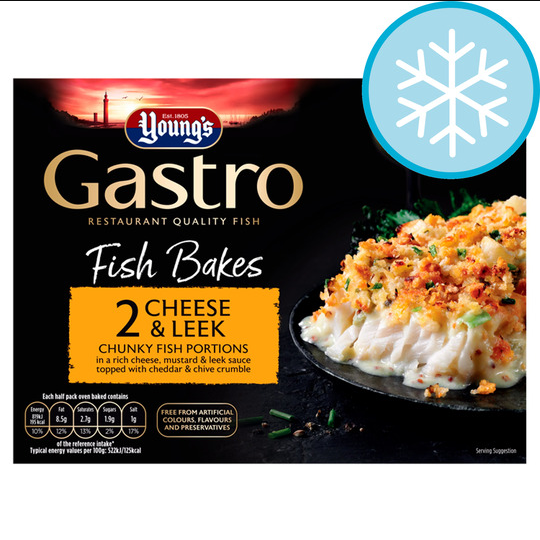 Est. 1805
Young's
Gastro
RESTAURANT QUALITY FISH
Fish Bakes
2 CHEESE
& LEEK
CHUNKY FISH PORTIONS
in a rich cheese, mustard & leek sauce
topped with cheddar & chive crumble
Each half pack oven baked contains
Energy Fat Saturates Sugars Salt
819kJ 8.5g 2.7g 1.9g 1g
195kcal
10% 12% 13% 2% 17%
of the reference intake*
Typical energy values per 100g: 522kJ/125kcal
FREE FROM ARTIFICIAL
COLOURS, FLAVOURS
AND PRESERVATIVES
Serving Suggestion